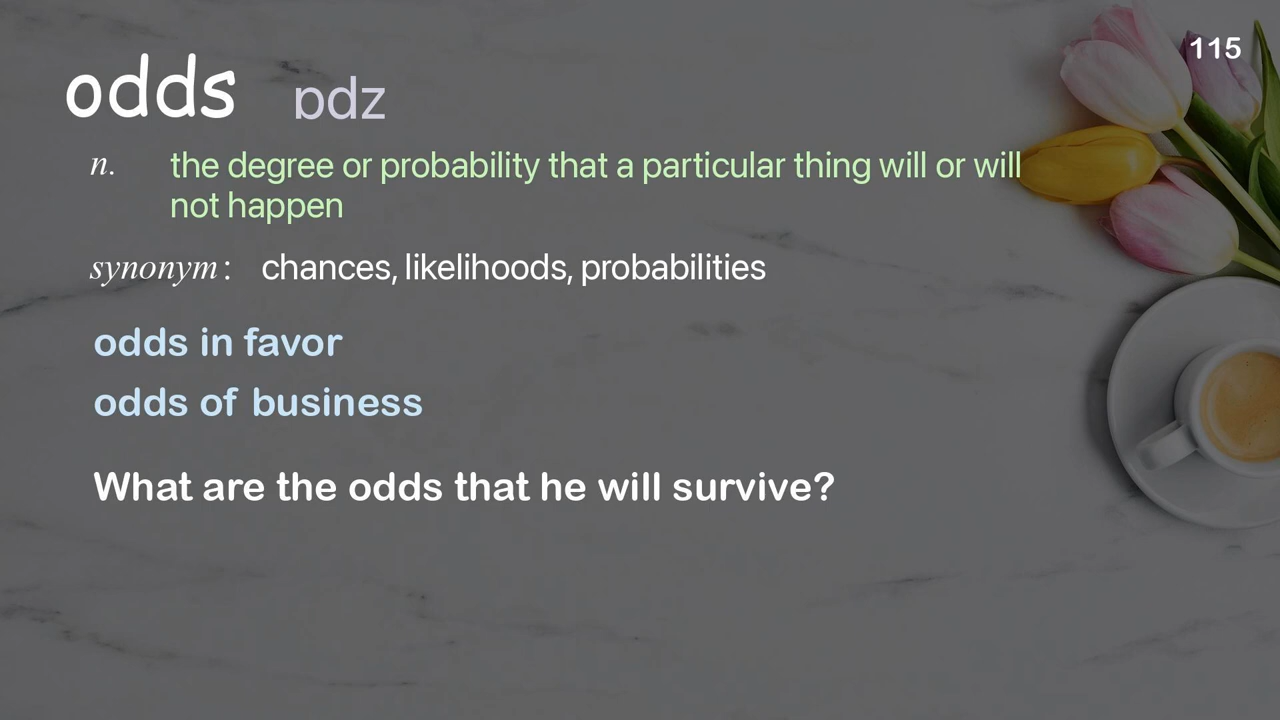 115
odds ɒdz
n. the degree or probability that a particular thing will or will
not happen
synonym: chances, likelihoods, probabilities
odds in favor
odds of business
What are the odds that he will survive?